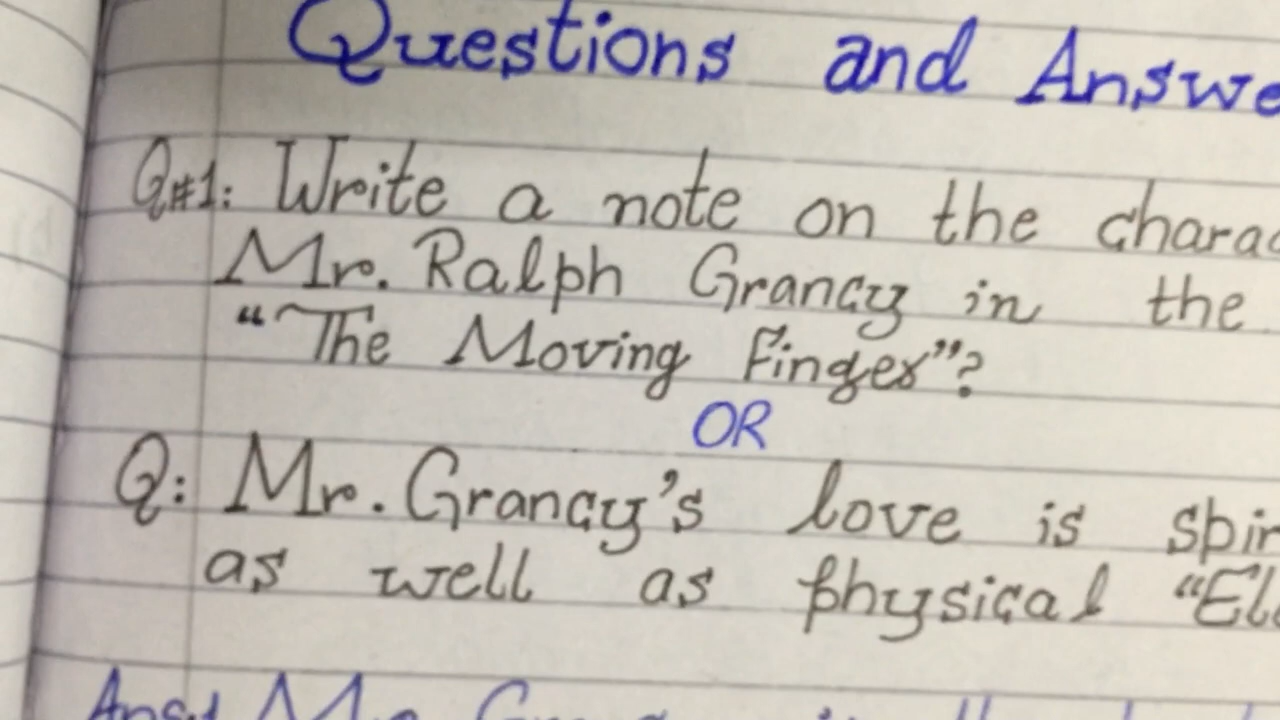 Questions and Answe
Q#1: Write a note on the charac
Mr. Ralph Grancy in the
"The Moving Finger"?
OR
Q: Mr. Grancy's love is spir
as well as physical "El